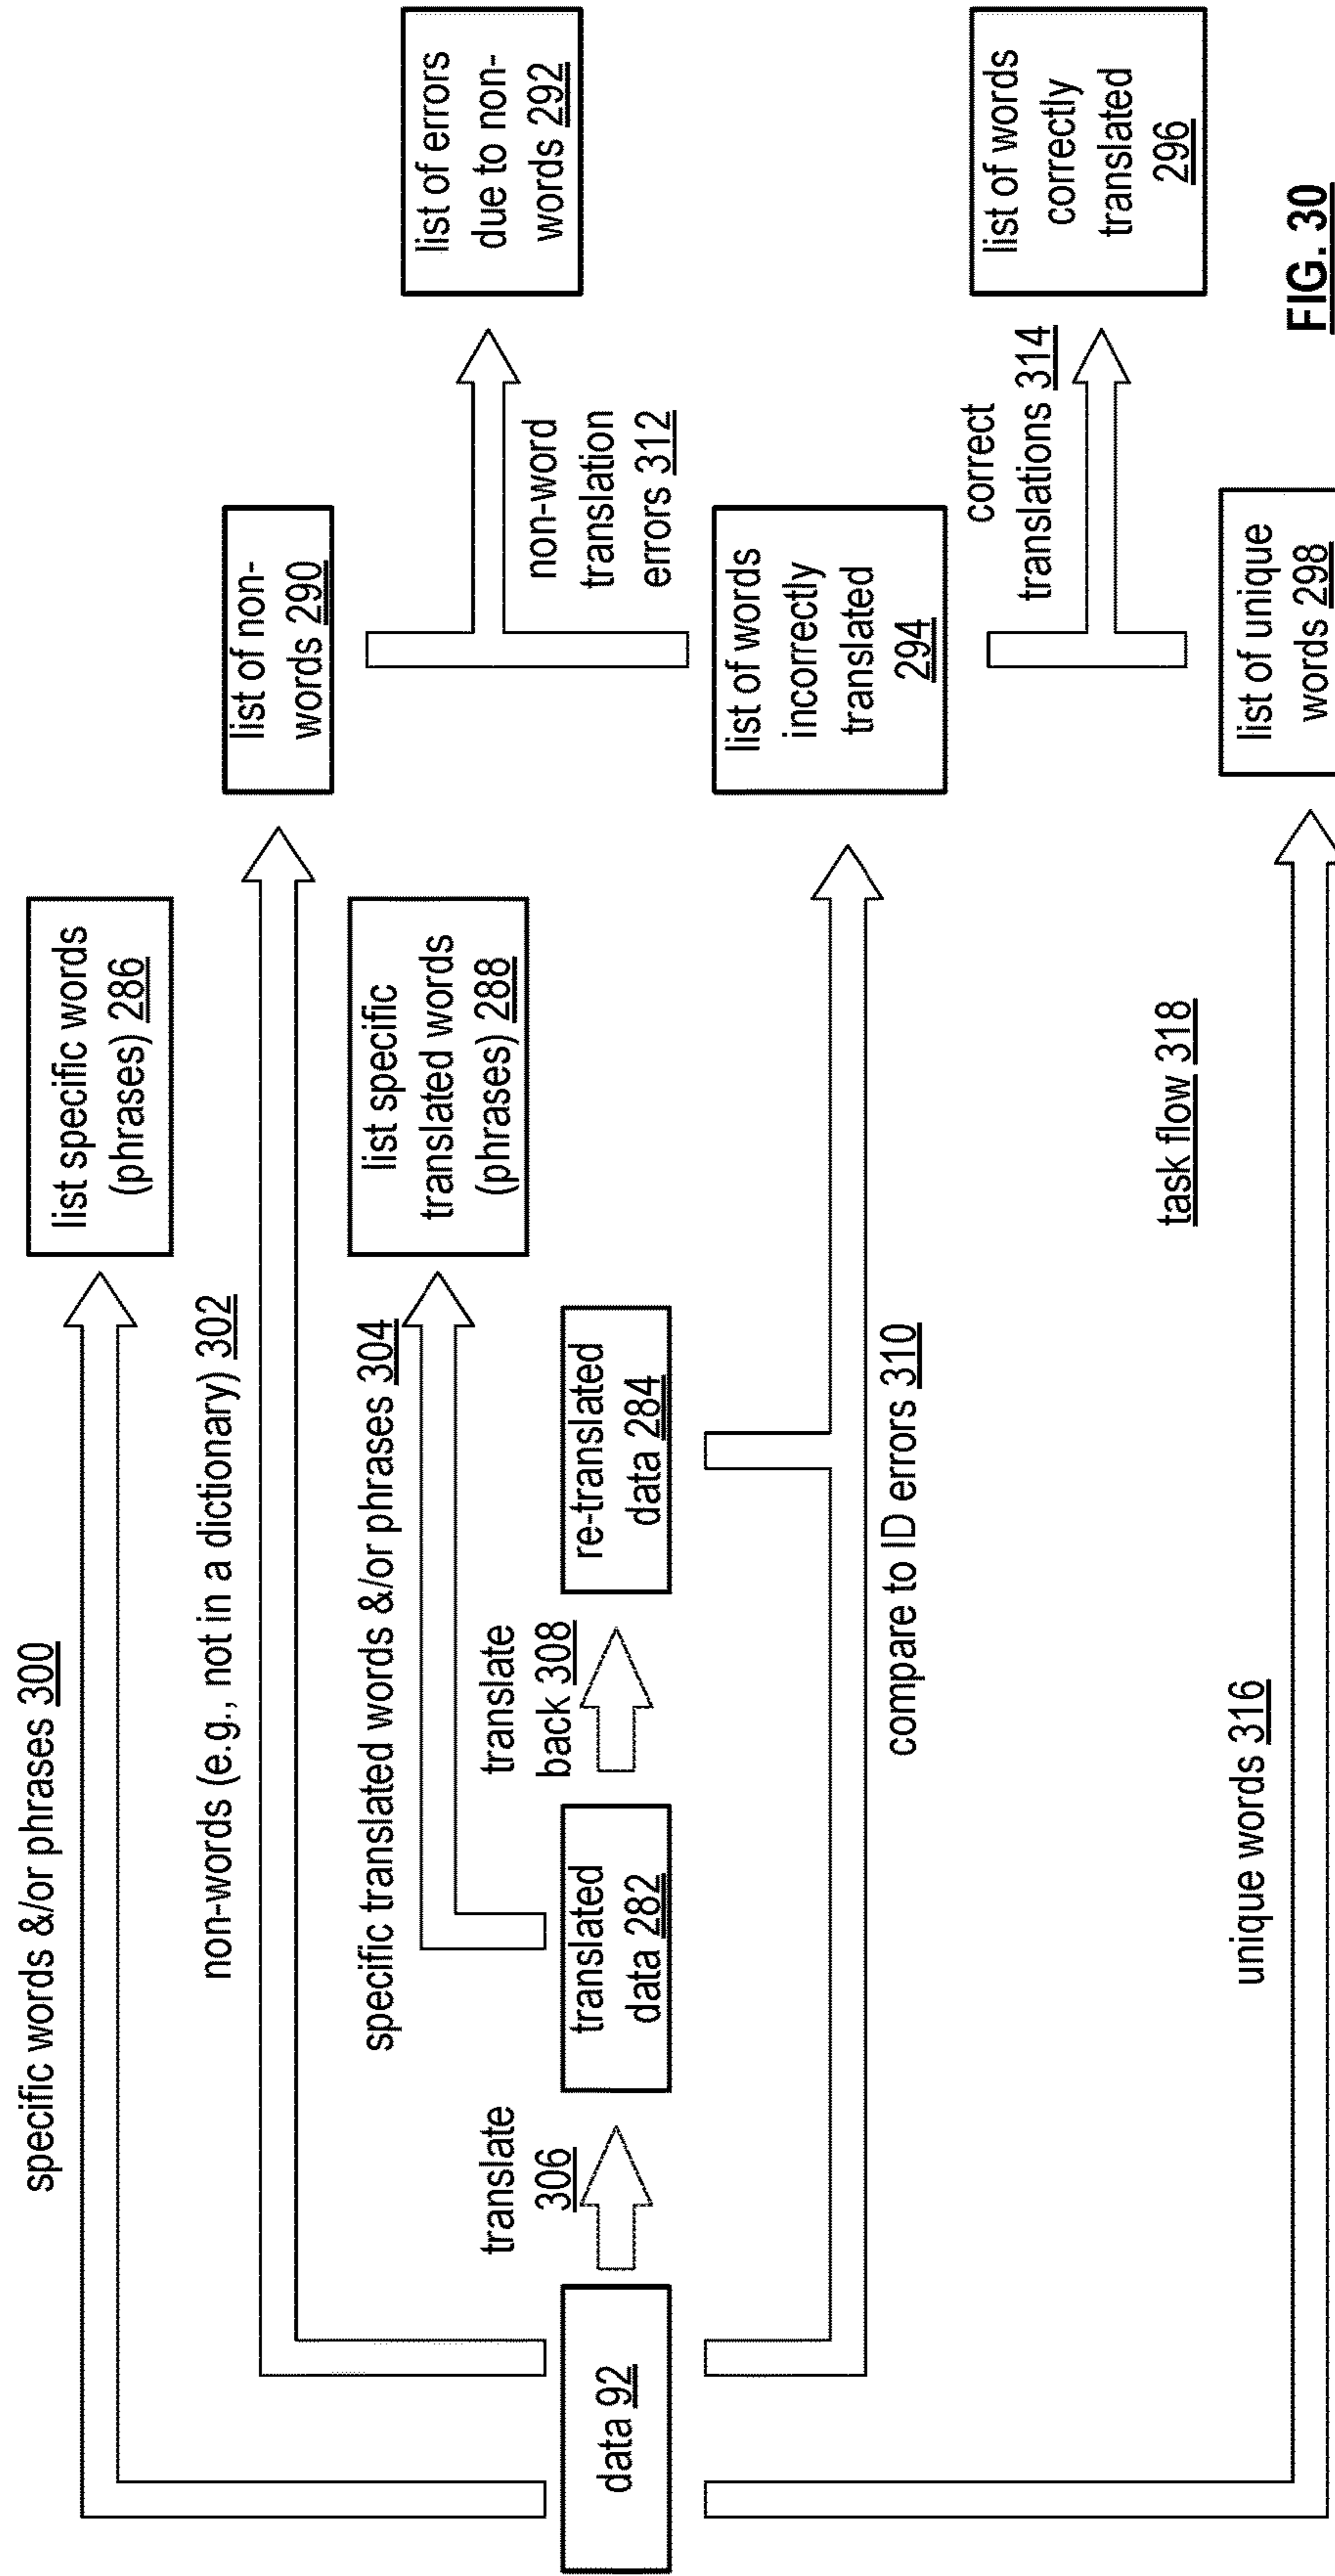 specific words &/or phrases 300
list specific words
(phrases) 286
non-words (e.g., not in a dictionary) 302
list of non-
words 290
specific translated words &/or phrases 304
list specific
translated words
(phrases) 288
list of errors
due to non-
words 292
non-word
translation
errors 312
translate
306
translate
back 308
data 92
translated
data 282
re-translated
data 284
compare to ID errors 310
list of words
incorrectly
translated
294
correct
translations 314
list of words
correctly
translated
296
task flow 318
unique words 316
list of unique
words 298
FIG. 30